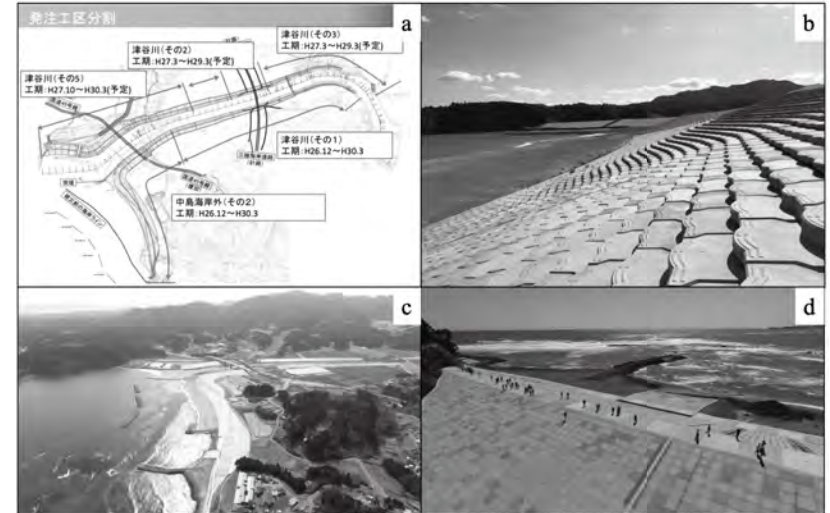 発注工区分割
a
津谷川(その3)
工期:H27.3～H29.3(予定)
津谷川(その2)
工期:H27.3～H29.3(予定)
津谷川(その5)
工期:H27.10～H30.3(予定)
津谷川(その1)
工期:H26.12～H30.3
中島海岸外(その2)
工期:H26.12～H30.3
b
c
d